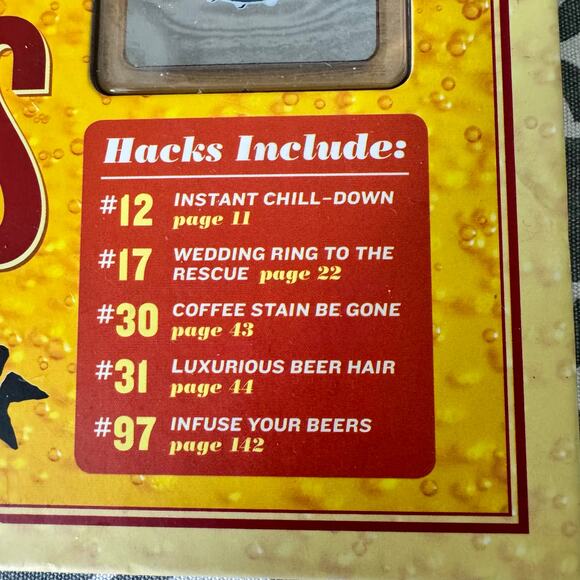 S
Hacks Include:
#12 INSTANT CHILL-DOWN
page 11
#17 WEDDING RING TO THE
RESCUE page 22
#30 COFFEE STAIN BE GONE
page 43
#31 LUXURIOUS BEER HAIR
page 44
#97 INFUSE YOUR BEERS
page 142